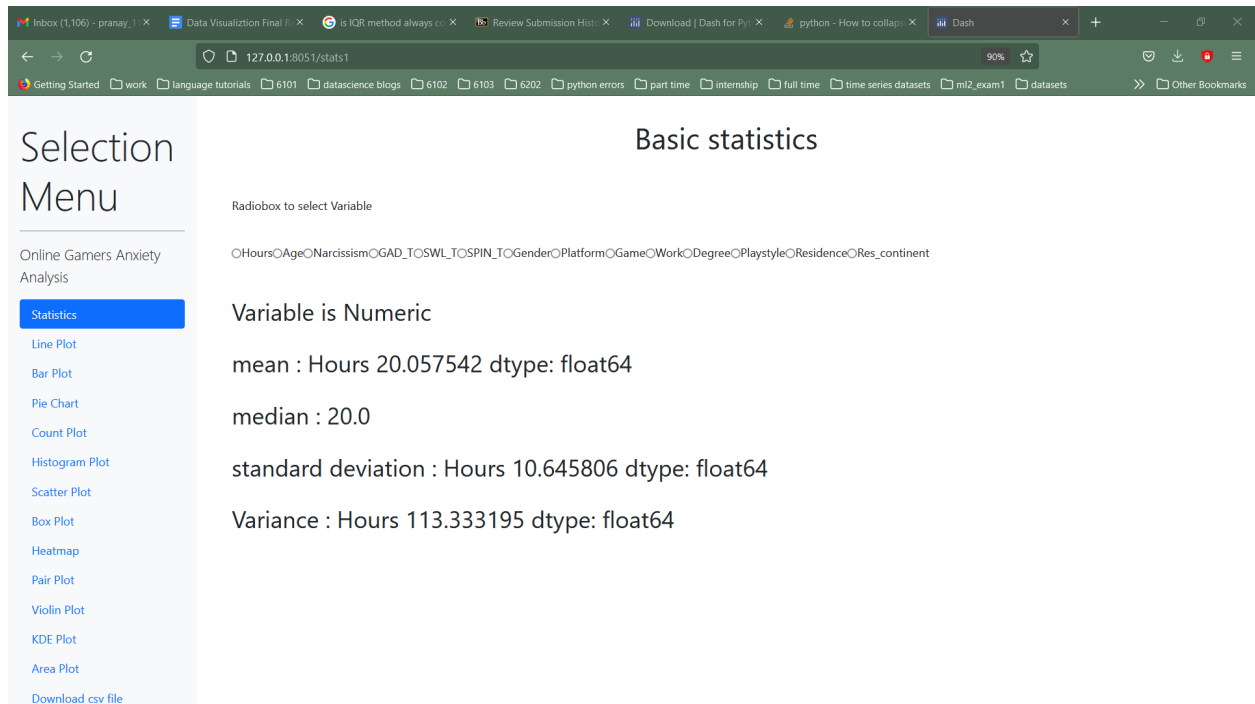 Inbox (1,106) - pranay_1
Data Visualiztion Final R
is IQR method always co
Review Submission Histo
Download | Dash for Pyt
python - How to collaps
Dash
127.0.0.1:8051/stats1
90%
Getting Started
work
language tutorials
6101
datascience blogs
6102
6103
6202
python errors
part time
internship
full time
time series datasets
ml2_exam1
datasets
Other Bookmarks
Selection
Menu
Online Gamers Anxiety
Analysis
Statistics
Line Plot
Bar Plot
Pie Chart
Count Plot
Histogram Plot
Scatter Plot
Box Plot
Heatmap
Pair Plot
Violin Plot
KDE Plot
Area Plot
Download csv file
Basic statistics
Radiobox to select Variable
Hours Age Narcissism GAD_T SWL_T SPIN_T Gender Platform Game Work Degree Playstyle Residence Res_continent
Variable is Numeric
mean : Hours 20.057542 dtype: float64
median : 20.0
standard deviation : Hours 10.645806 dtype: float64
Variance : Hours 113.333195 dtype: float64